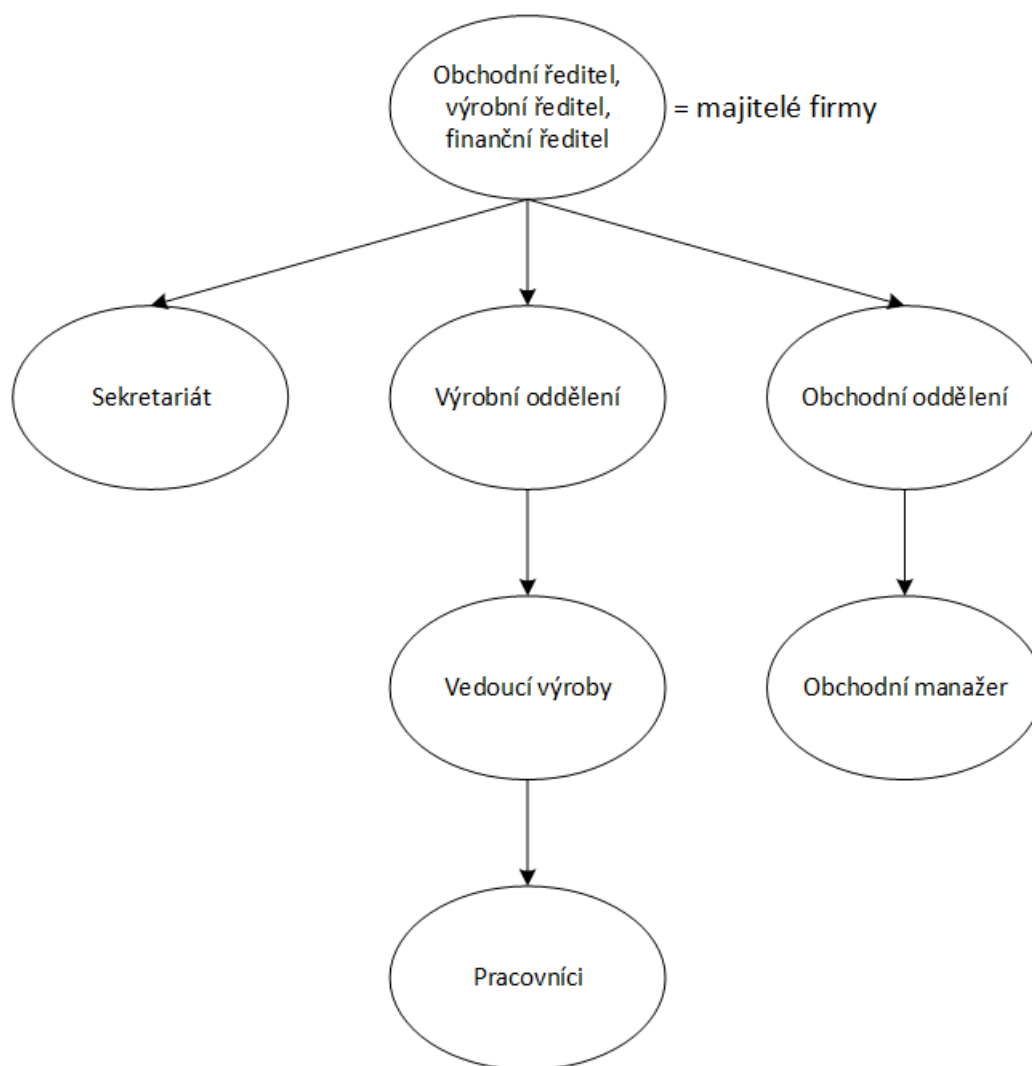 Obchodní ředitel,
výrobní ředitel,
finanční ředitel
= majitelé firmy
Sekretariát
Výrobní oddělení
Obchodní oddělení
Vedoucí výroby
Obchodní manažer
Pracovníci